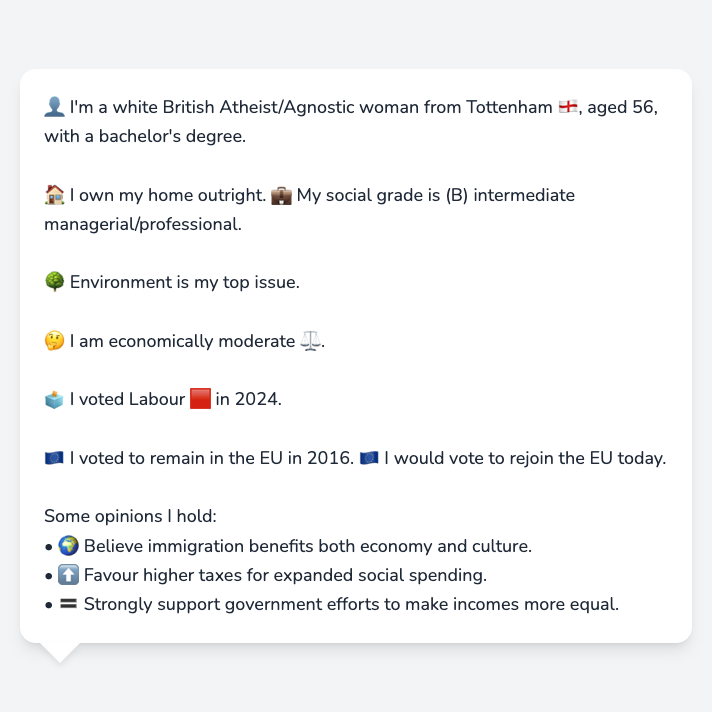 👤 I'm a white British Atheist/Agnostic woman from Tottenham 🏴󠁧󠁢󠁥󠁮󠁧󠁿, aged 56,
with a bachelor's degree.
🏠 I own my home outright. 💼 My social grade is (B) intermediate
managerial/professional.
🌳 Environment is my top issue.
🤔 I am economically moderate ⚖️.
🗳️ I voted Labour 🟥 in 2024.
🇪🇺 I voted to remain in the EU in 2016. 🇪🇺 I would vote to rejoin the EU today.
Some opinions I hold:
• 🌍 Believe immigration benefits both economy and culture.
• ⬆️ Favour higher taxes for expanded social spending.
• 🟰 Strongly support government efforts to make incomes more equal.